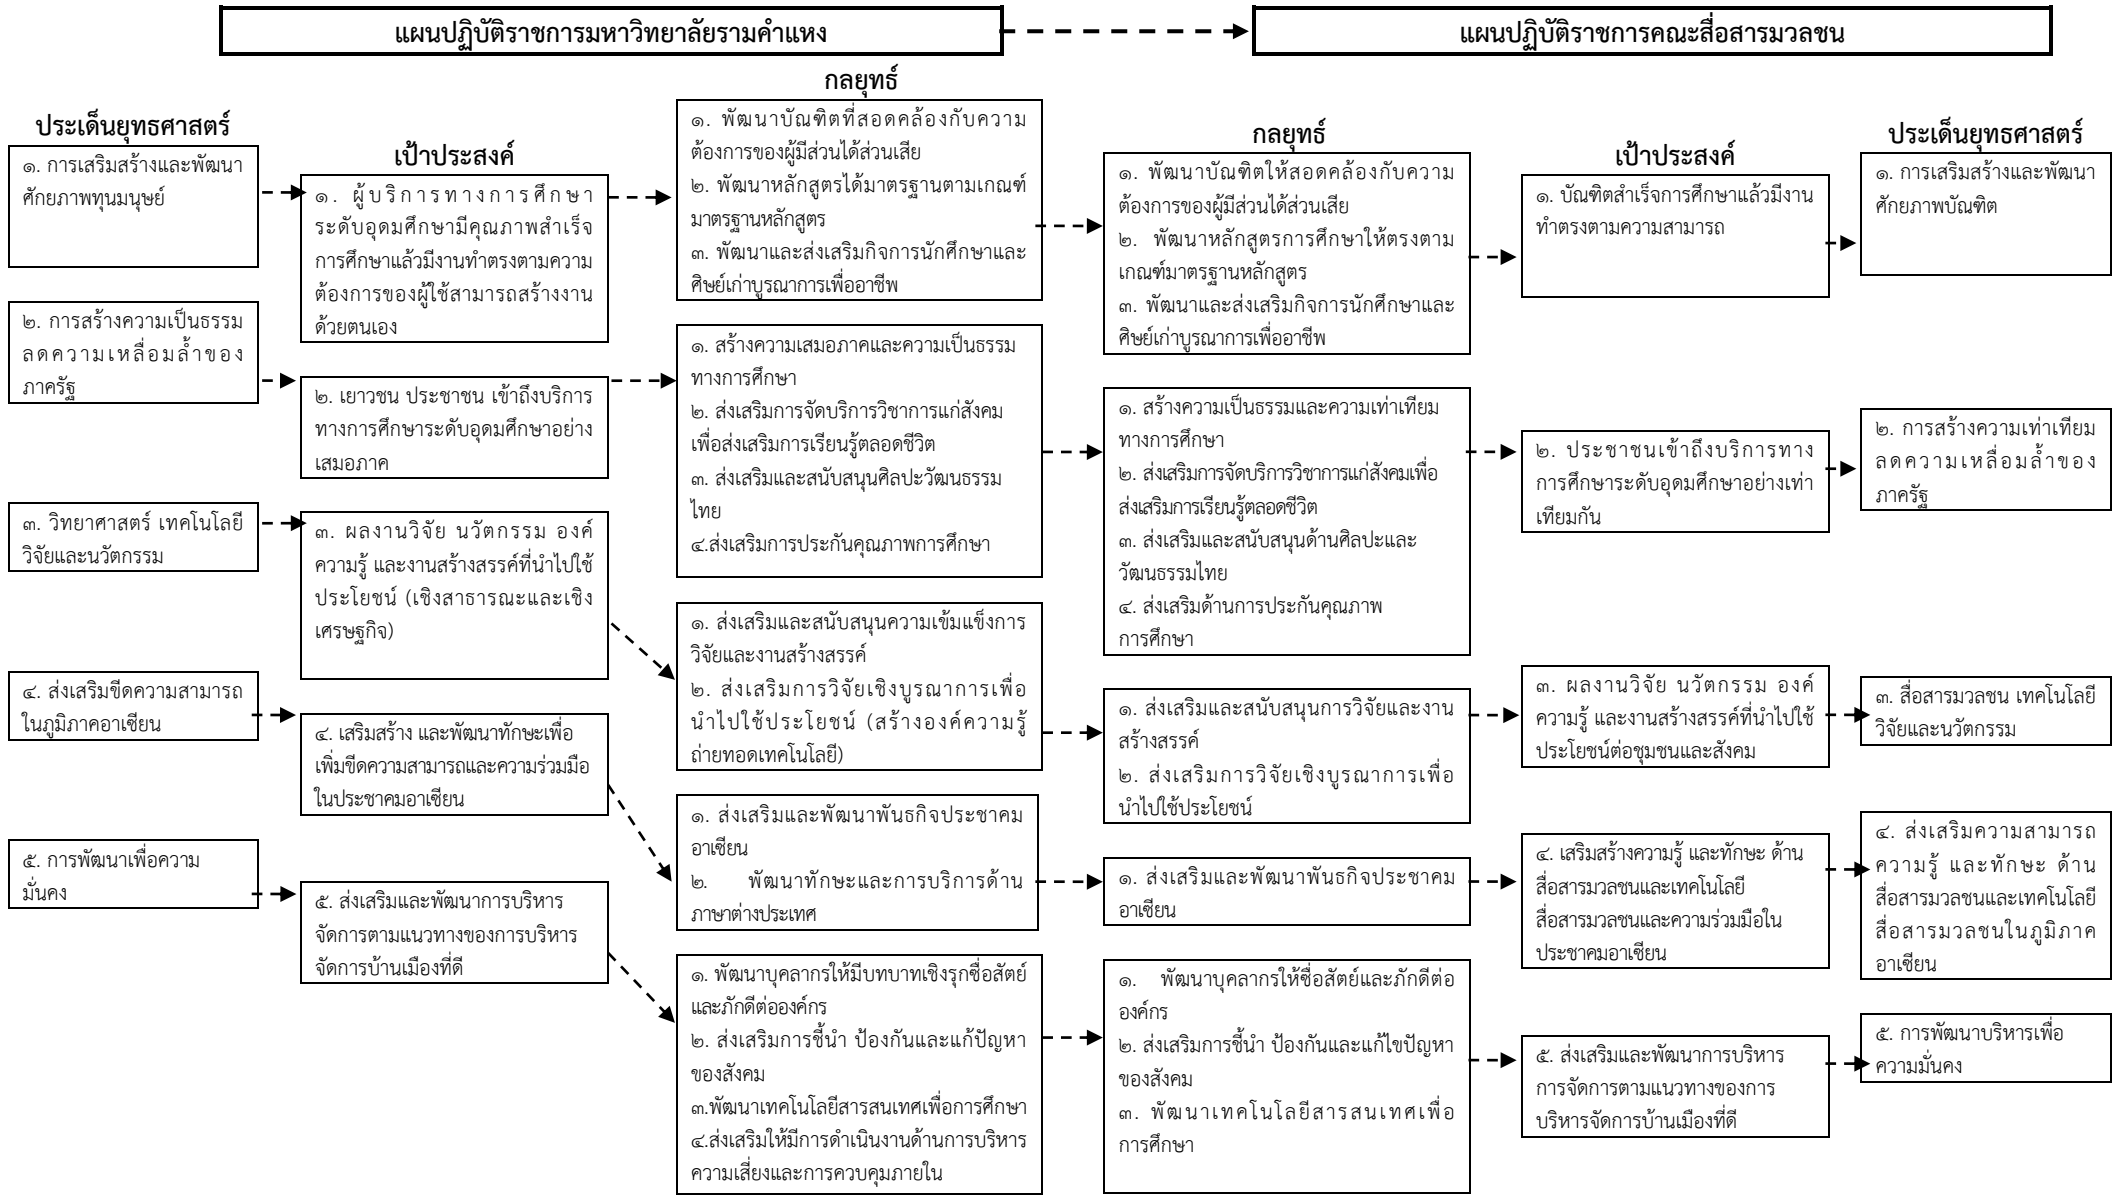 แผนปฏิบัติราชการมหาวิทยาลัยรามคำแหง
แผนปฏิบัติราชการคณะสื่อสารมวลชน
ประเด็นยุทธศาสตร์
๑. การเสริมสร้างและพัฒนา
ศักยภาพทุนมนุษย์
๒. การสร้างความเป็นธรรม
ลดความเหลื่อมล้ำของ
ภาครัฐ
๓. วิทยาศาสตร์ เทคโนโลยี
วิจัยและนวัตกรรม
๔. ส่งเสริมขีดความสามารถ
ในภูมิภาคอาเซียน
๕. การพัฒนาเพื่อความ
มั่นคง
เป้าประสงค์
๑. ผู้บริการทางการศึกษา
ระดับอุดมศึกษามีคุณภาพสำเร็จ
การศึกษาแล้วมีงานทำตรงตามความ
ต้องการของผู้ใช้สามารถสร้างงาน
ด้วยตนเอง
๒. เยาวชน ประชาชน เข้าถึงบริการ
ทางการศึกษาระดับอุดมศึกษาอย่าง
เสมอภาค
๓. ผลงานวิจัย นวัตกรรม องค์
ความรู้ และงานสร้างสรรค์ที่นำไปใช้
ประโยชน์ (เชิงสาธารณะและเชิง
เศรษฐกิจ)
๔. เสริมสร้าง และพัฒนาทักษะเพื่อ
เพิ่มขีดความสามารถและความร่วมมือ
ในประชาคมอาเซียน
๕. ส่งเสริมและพัฒนาการบริหาร
จัดการตามแนวทางของการบริหาร
จัดการบ้านเมืองที่ดี
กลยุทธ์
๑. พัฒนาบัณฑิตที่สอดคล้องกับความ
ต้องการของผู้มีส่วนได้ส่วนเสีย
๒. พัฒนาหลักสูตรได้มาตรฐานตามเกณฑ์
มาตรฐานหลักสูตร
๓. พัฒนาและส่งเสริมกิจการนักศึกษาและ
ศิษย์เก่าบูรณาการเพื่ออาชีพ
๑. สร้างความเสมอภาคและความเป็นธรรม
ทางการศึกษา
๒. ส่งเสริมการจัดบริการวิชาการแก่สังคม
เพื่อส่งเสริมการเรียนรู้ตลอดชีวิต
๓. ส่งเสริมและสนับสนุนศิลปะวัฒนธรรม
ไทย
๔.ส่งเสริมการประกันคุณภาพการศึกษา
๑. ส่งเสริมและสนับสนุนความเข้มแข็งการ
วิจัยและงานสร้างสรรค์
๒. ส่งเสริมการวิจัยเชิงบูรณาการเพื่อ
นำไปใช้ประโยชน์ (สร้างองค์ความรู้
ถ่ายทอดเทคโนโลยี)
๑. ส่งเสริมและพัฒนาพันธกิจประชาคม
อาเซียน
๒. พัฒนาทักษะและการบริการด้าน
ภาษาต่างประเทศ
๑. พัฒนาบุคลากรให้มีบทบาทเชิงรุกซื่อสัตย์
และภักดีต่อองค์กร
๒. ส่งเสริมการชี้นำ ป้องกันและแก้ปัญหา
ของสังคม
๓.พัฒนาเทคโนโลยีสารสนเทศเพื่อการศึกษา
๔.ส่งเสริมให้มีการดำเนินงานด้านการบริหาร
ความเสี่ยงและการควบคุมภายใน
กลยุทธ์
๑. พัฒนาบัณฑิตให้สอดคล้องกับความ
ต้องการของผู้มีส่วนได้ส่วนเสีย
๒. พัฒนาหลักสูตรการศึกษาให้ตรงตาม
เกณฑ์มาตรฐานหลักสูตร
๓. พัฒนาและส่งเสริมกิจการนักศึกษาและ
ศิษย์เก่าบูรณาการเพื่ออาชีพ
๑. สร้างความเป็นธรรมและความเท่าเทียม
ทางการศึกษา
๒. ส่งเสริมการจัดบริการวิชาการแก่สังคมเพื่อ
ส่งเสริมการเรียนรู้ตลอดชีวิต
๓. ส่งเสริมและสนับสนุนด้านศิลปะและ
วัฒนธรรมไทย
๔. ส่งเสริมด้านการประกันคุณภาพ
การศึกษา
๑. ส่งเสริมและสนับสนุนการวิจัยและงาน
สร้างสรรค์
๒. ส่งเสริมการวิจัยเชิงบูรณาการเพื่อ
นำไปใช้ประโยชน์
๑. ส่งเสริมและพัฒนาพันธกิจประชาคม
อาเซียน
๑. พัฒนาบุคลากรให้ซื่อสัตย์และภักดีต่อ
องค์กร
๒. ส่งเสริมการชี้นำ ป้องกันและแก้ไขปัญหา
ของสังคม
๓. พัฒนาเทคโนโลยีสารสนเทศเพื่อ
การศึกษา
เป้าประสงค์
๑. บัณฑิตสำเร็จการศึกษาแล้วมีงาน
ทำตรงตามความสามารถ
๒. ประชาชนเข้าถึงบริการทาง
การศึกษาระดับอุดมศึกษาอย่างเท่า
เทียมกัน
๓. ผลงานวิจัย นวัตกรรม องค์
ความรู้ และงานสร้างสรรค์ที่นำไปใช้
ประโยชน์ต่อชุมชนและสังคม
๔. เสริมสร้างความรู้ และทักษะ ด้าน
สื่อสารมวลชนและเทคโนโลยี
สื่อสารมวลชนและความร่วมมือใน
ประชาคมอาเซียน
๕. ส่งเสริมและพัฒนาการบริหาร
การจัดการตามแนวทางของการ
บริหารจัดการบ้านเมืองที่ดี
ประเด็นยุทธศาสตร์
๑. การเสริมสร้างและพัฒนา
ศักยภาพบัณฑิต
๒. การสร้างความเท่าเทียม
ลดความเหลื่อมล้ำของ
ภาครัฐ
๓. สื่อสารมวลชน เทคโนโลยี
วิจัยและนวัตกรรม
๔. ส่งเสริมความสามารถ
ความรู้ และทักษะ ด้าน
สื่อสารมวลชนและเทคโนโลยี
สื่อสารมวลชนในภูมิภาค
อาเซียน
๕. การพัฒนาบริหารเพื่อ
ความมั่นคง